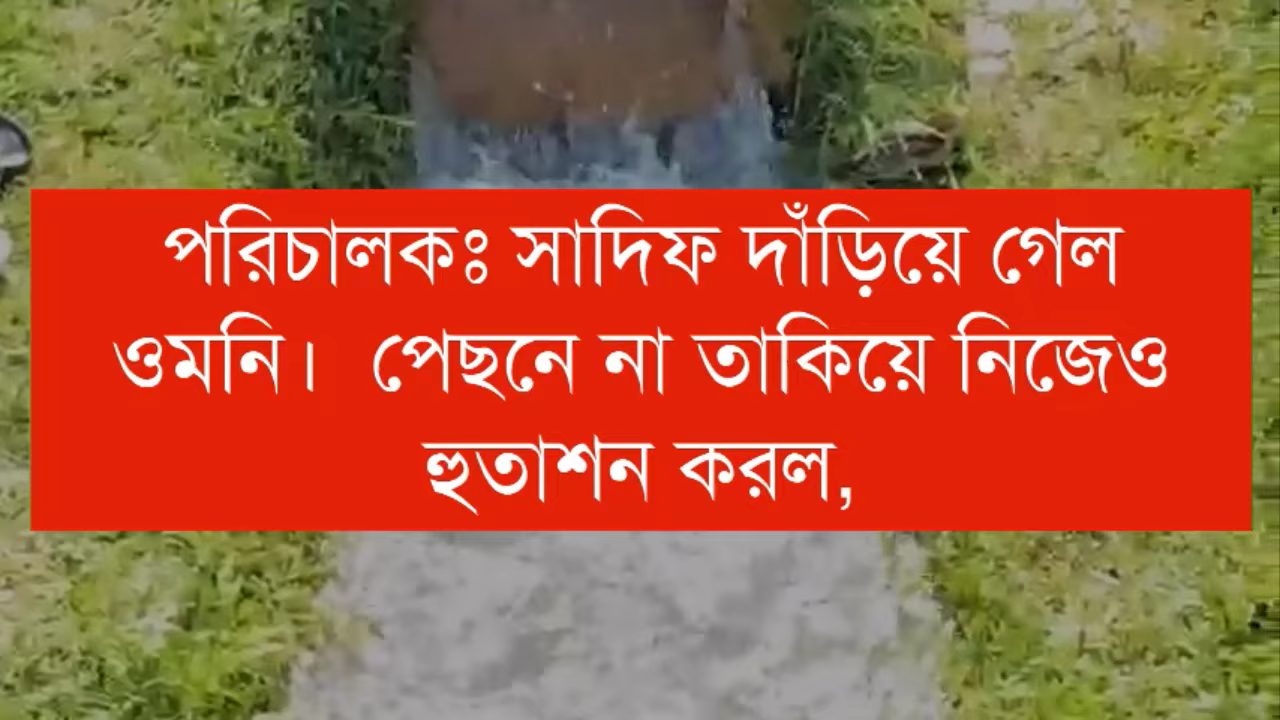 পরিচালকঃ সাদিফ দাঁড়িয়ে গেল
ওমনি। পেছনে না তাকিয়ে নিজেও
হুতাশন করল,